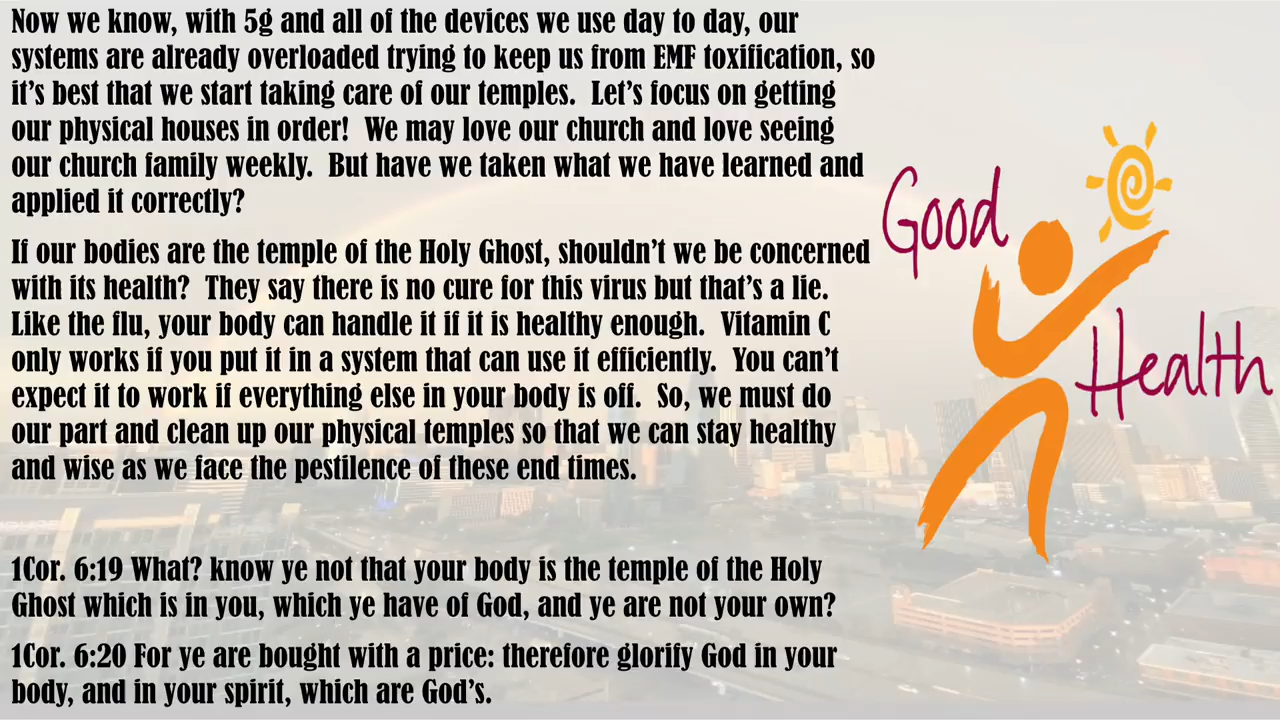 Now we know, with 5g and all of the devices we use day to day, our
systems are already overloaded trying to keep us from EMF toxification, so
it's best that we start taking care of our temples.  Let's focus on getting
our physical houses in order!  We may love our church and love seeing
our church family weekly.  But have we taken what we have learned and
applied it correctly?
If our bodies are the temple of the Holy Ghost, shouldn't we be concerned
with its health?  They say there is no cure for this virus but that's a lie.
Like the flu, your body can handle it if it is healthy enough.  Vitamin C
only works if you put it in a system that can use it efficiently.  You can't
expect it to work if everything else in your body is off.  So, we must do
our part and clean up our physical temples so that we can stay healthy
and wise as we face the pestilence of these end times.
1Cor. 6:19 What? know ye not that your body is the temple of the Holy
Ghost which is in you, which ye have of God, and ye are not your own?
1Cor. 6:20 For ye are bought with a price: therefore glorify God in your
body, and in your spirit, which are God's.
Good
Health